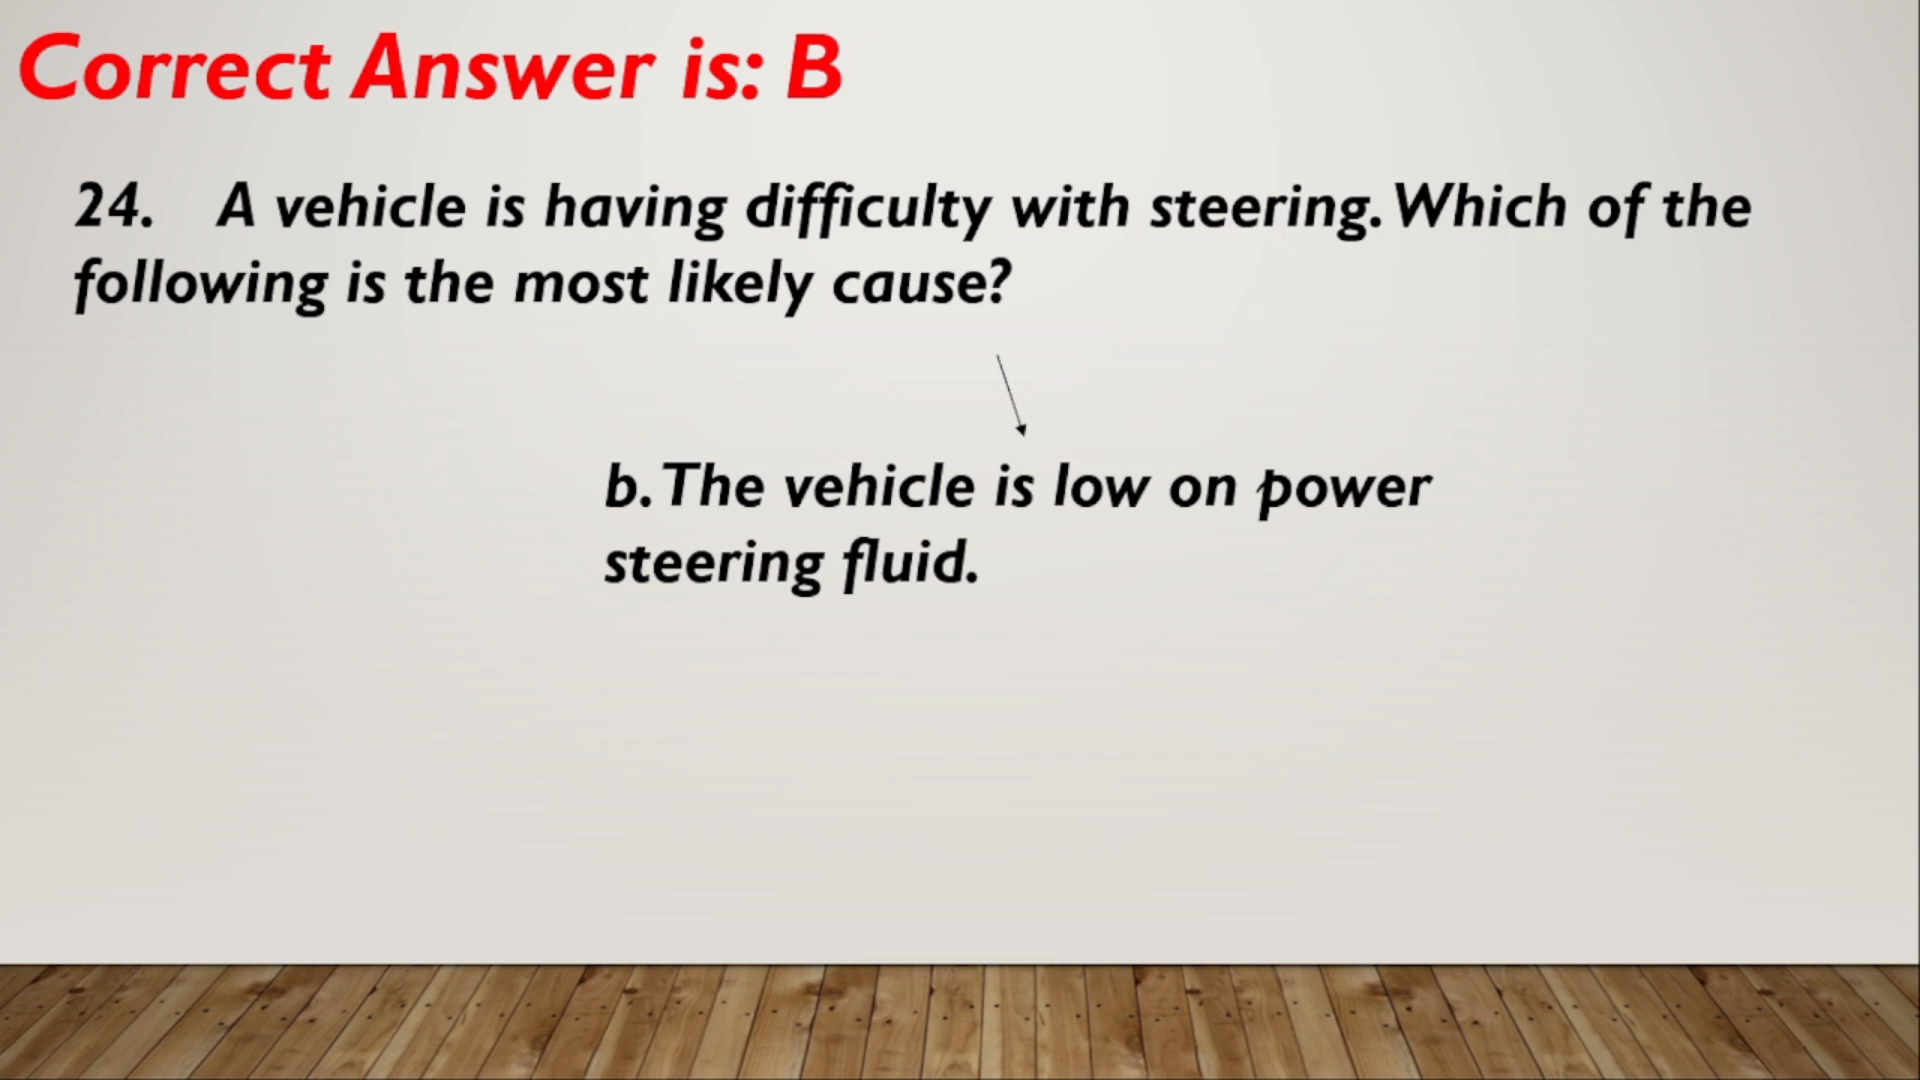 Correct Answer is: B
24. A vehicle is having difficulty with steering. Which of the
following is the most likely cause?
b. The vehicle is low on power
steering fluid.